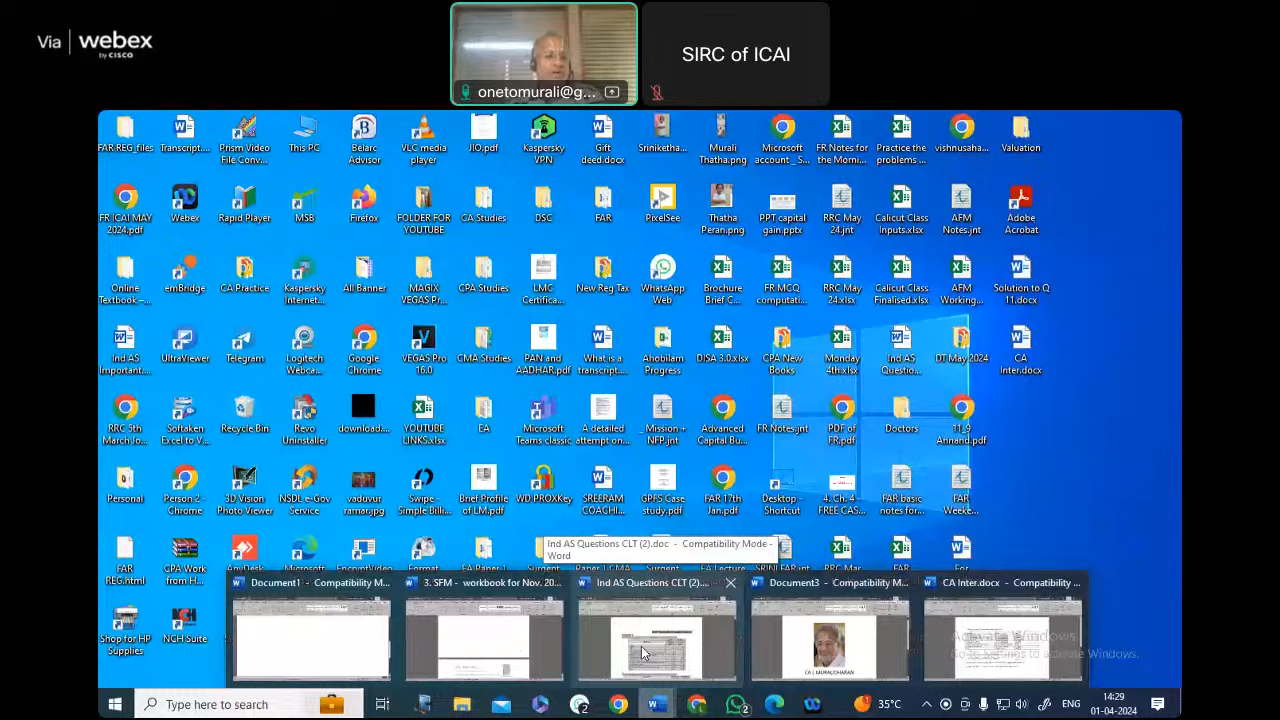 Via | webex
by CISCO
onetomurali@g...
SIRC of ICAI
FAR REG_files
Transcript....
Prism Video
File Conv...
This PC
Belarc
Advisor
VLC media
player
JIO.pdf
Kaspersky
VPN
Gift
deed.docx
Sriniketha...
Murali
Thatha.png
Microsoft
account _ S...
FR Notes for
the Morni...
Practice the
problems ...
vishnusaha...
Valuation
FR ICAI MAY
2024.pdf
Webex
Rapid Player
MSB
Firefox
FOLDER FOR
YOUTUBE
CA Studies
DSC
FAR
PixelSee
Thatha
Peran.png
PPT capital
gain.pptx
RRC May
24.jnt
Calicut Class
Inputs.xlsx
AFM
Notes.jnt
Adobe
Acrobat
Online
Textbook –...
emBridge
CA Practice
Kaspersky
Internet...
All Banner
MAGIX
VEGAS Pr...
CPA Studies
LMC
Certifica...
New Reg Tax
WhatsApp
Web
Brochure
Brief C...
FR MCQ
computati...
RRC May
24.xlsx
Calicut Class
Finalised.xlsx
AFM
Working...
Solution to Q
11.docx
Ind AS
Important...
UltraViewer
Telegram
Logitech
Webca...
Google
Chrome
VEGAS Pro
16.0
CMA Studies
PAN and
AADHAR.pdf
What is a
transcript....
Ahobilam
Progress
DISA 3.0.xlsx
CPA New
Books
Monday
4th.xlsx
Ind AS
Questio...
DT May 2024
CA
Inter.docx
RRC 5th
March Jo...
Softaken
Excel to V...
Recycle Bin
Revo
Uninstaller
download...
YOUTUBE
LINKS.xlsx
EA
Microsoft
Teams classic
A detailed
attempt on...
_ Mission +
NFP.jnt
Advanced
Capital Bu...
FR Notes.jnt
PDF of
FR.pdf
Doctors
11_9
Annand.pdf
Personal
Person 2 -
Chrome
3D Vision
Photo Viewer
NSDL e-Gov
Service
vaduvur
ramar.jpg
Swipe -
Simple Billi...
Brief Profile
of LM.pdf
WD PROXKey
SREERAM
COACHI...
GPFS Case
study.pdf
FAR 17th
Jan.pdf
Desktop -
Shortcut
4. Ch. 4 -
FREE CAS...
FAR basic
notes for...
FAR
Weeke...
FAR
REG.html
CPA Work
from H...
Ind AS Questions CLT (2).doc - Compatibility Mode -
Word
Document1 - Compatibility M...
3. SFM - workbook for Nov. 20...
Ind AS Questions CLT (2)....
Document3 - Compatibility M...
CA Inter.docx - Compatibility ...
Shop for HP
Supplies
NCH Suite
CA L MURALIDHARAN
Activate Windows
Go to Settings to activate Windows.
Type here to search
2
2
35°C
ENG
14:29
01-04-2024